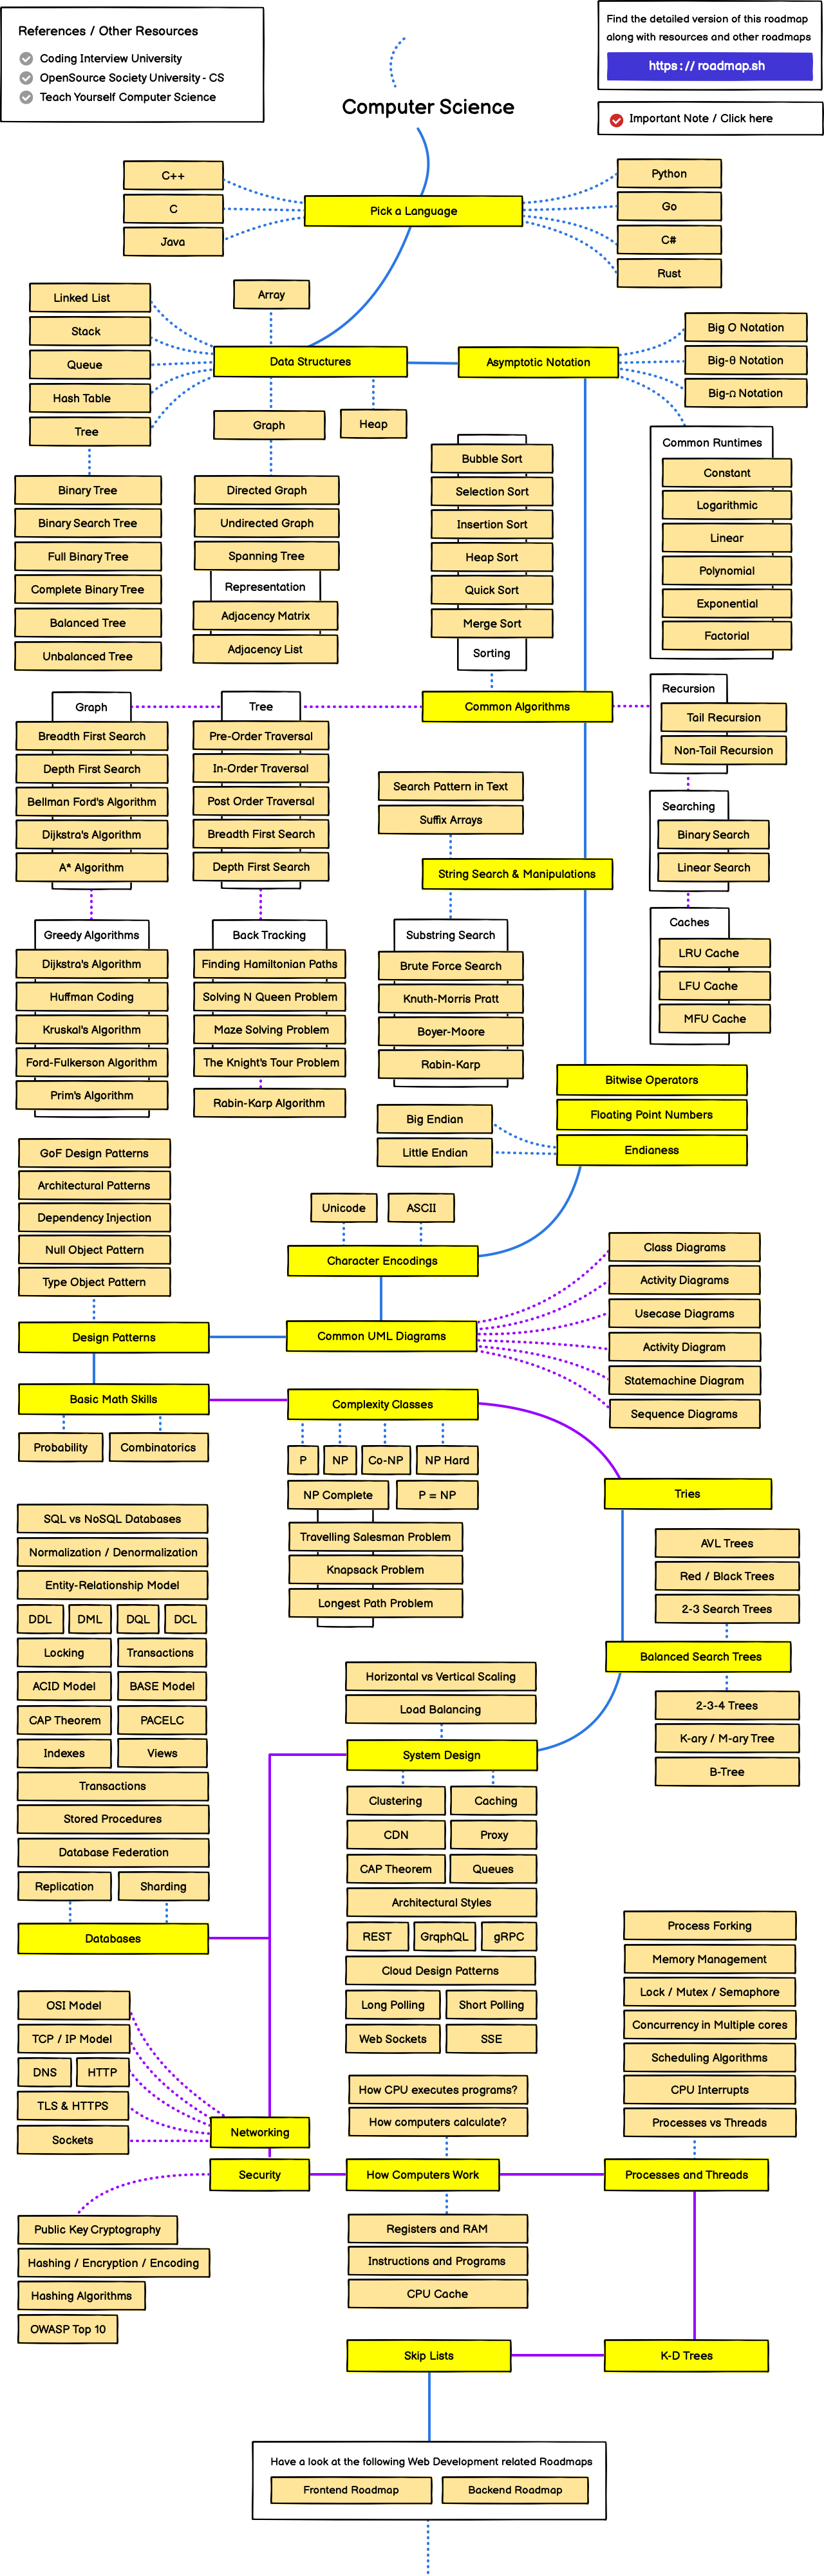 References / Other Resources
Coding Interview University
OpenSource Society University - CS
Teach Yourself Computer Science
Find the detailed version of this roadmap
along with resources and other roadmaps
https://roadmap.sh
Important Note / Click here
Computer Science
Pick a Language
C++
C
Java
Python
Go
C#
Rust
Data Structures
Array
Linked List
Stack
Queue
Hash Table
Tree
Graph
Heap
Binary Tree
Binary Search Tree
Full Binary Tree
Complete Binary Tree
Balanced Tree
Unbalanced Tree
Directed Graph
Undirected Graph
Spanning Tree
Representation
Adjacency Matrix
Adjacency List
Asymptotic Notation
Big O Notation
Big-θ Notation
Big-Ω Notation
Common Runtimes
Constant
Logarithmic
Linear
Polynomial
Exponential
Factorial
Bubble Sort
Selection Sort
Insertion Sort
Heap Sort
Quick Sort
Merge Sort
Sorting
Common Algorithms
Graph
Breadth First Search
Depth First Search
Bellman Ford's Algorithm
Dijkstra's Algorithm
A* Algorithm
Tree
Pre-Order Traversal
In-Order Traversal
Post Order Traversal
Breadth First Search
Depth First Search
Recursion
Tail Recursion
Non-Tail Recursion
Searching
Binary Search
Linear Search
Caches
LRU Cache
LFU Cache
MFU Cache
Greedy Algorithms
Dijkstra's Algorithm
Huffman Coding
Kruskal's Algorithm
Ford-Fulkerson Algorithm
Prim's Algorithm
Back Tracking
Finding Hamiltonian Paths
Solving N Queen Problem
Maze Solving Problem
The Knight's Tour Problem
Rabin-Karp Algorithm
Search Pattern in Text
Suffix Arrays
String Search & Manipulations
Substring Search
Brute Force Search
Knuth-Morris Pratt
Boyer-Moore
Rabin-Karp
Bitwise Operators
Floating Point Numbers
Endianess
Big Endian
Little Endian
Unicode
ASCII
Character Encodings
Common UML Diagrams
Class Diagrams
Activity Diagrams
Usecase Diagrams
Activity Diagram
Statemachine Diagram
Sequence Diagrams
GoF Design Patterns
Architectural Patterns
Dependency Injection
Null Object Pattern
Type Object Pattern
Design Patterns
Basic Math Skills
Probability
Combinatorics
Complexity Classes
P
NP
Co-NP
NP Hard
NP Complete
P = NP
Travelling Salesman Problem
Knapsack Problem
Longest Path Problem
Tries
AVL Trees
Red / Black Trees
2-3 Search Trees
Balanced Search Trees
2-3-4 Trees
K-ary / M-ary Tree
B-Tree
Horizontal vs Vertical Scaling
Load Balancing
System Design
Clustering
Caching
CDN
Proxy
CAP Theorem
Queues
Architectural Styles
REST
GrqphQL
gRPC
Cloud Design Patterns
Long Polling
Short Polling
Web Sockets
SSE
SQL vs NoSQL Databases
Normalization / Denormalization
Entity-Relationship Model
DDL
DML
DQL
DCL
Locking
Transactions
ACID Model
BASE Model
CAP Theorem
PACELC
Indexes
Views
Transactions
Stored Procedures
Database Federation
Replication
Sharding
Databases
OSI Model
TCP / IP Model
DNS
HTTP
TLS & HTTPS
Sockets
Networking
Security
Public Key Cryptography
Hashing / Encryption / Encoding
Hashing Algorithms
OWASP Top 10
How CPU executes programs?
How computers calculate?
How Computers Work
Registers and RAM
Instructions and Programs
CPU Cache
Process Forking
Memory Management
Lock / Mutex / Semaphore
Concurrency in Multiple cores
Scheduling Algorithms
CPU Interrupts
Processes vs Threads
Processes and Threads
K-D Trees
Skip Lists
Have a look at the following Web Development related Roadmaps
Frontend Roadmap
Backend Roadmap